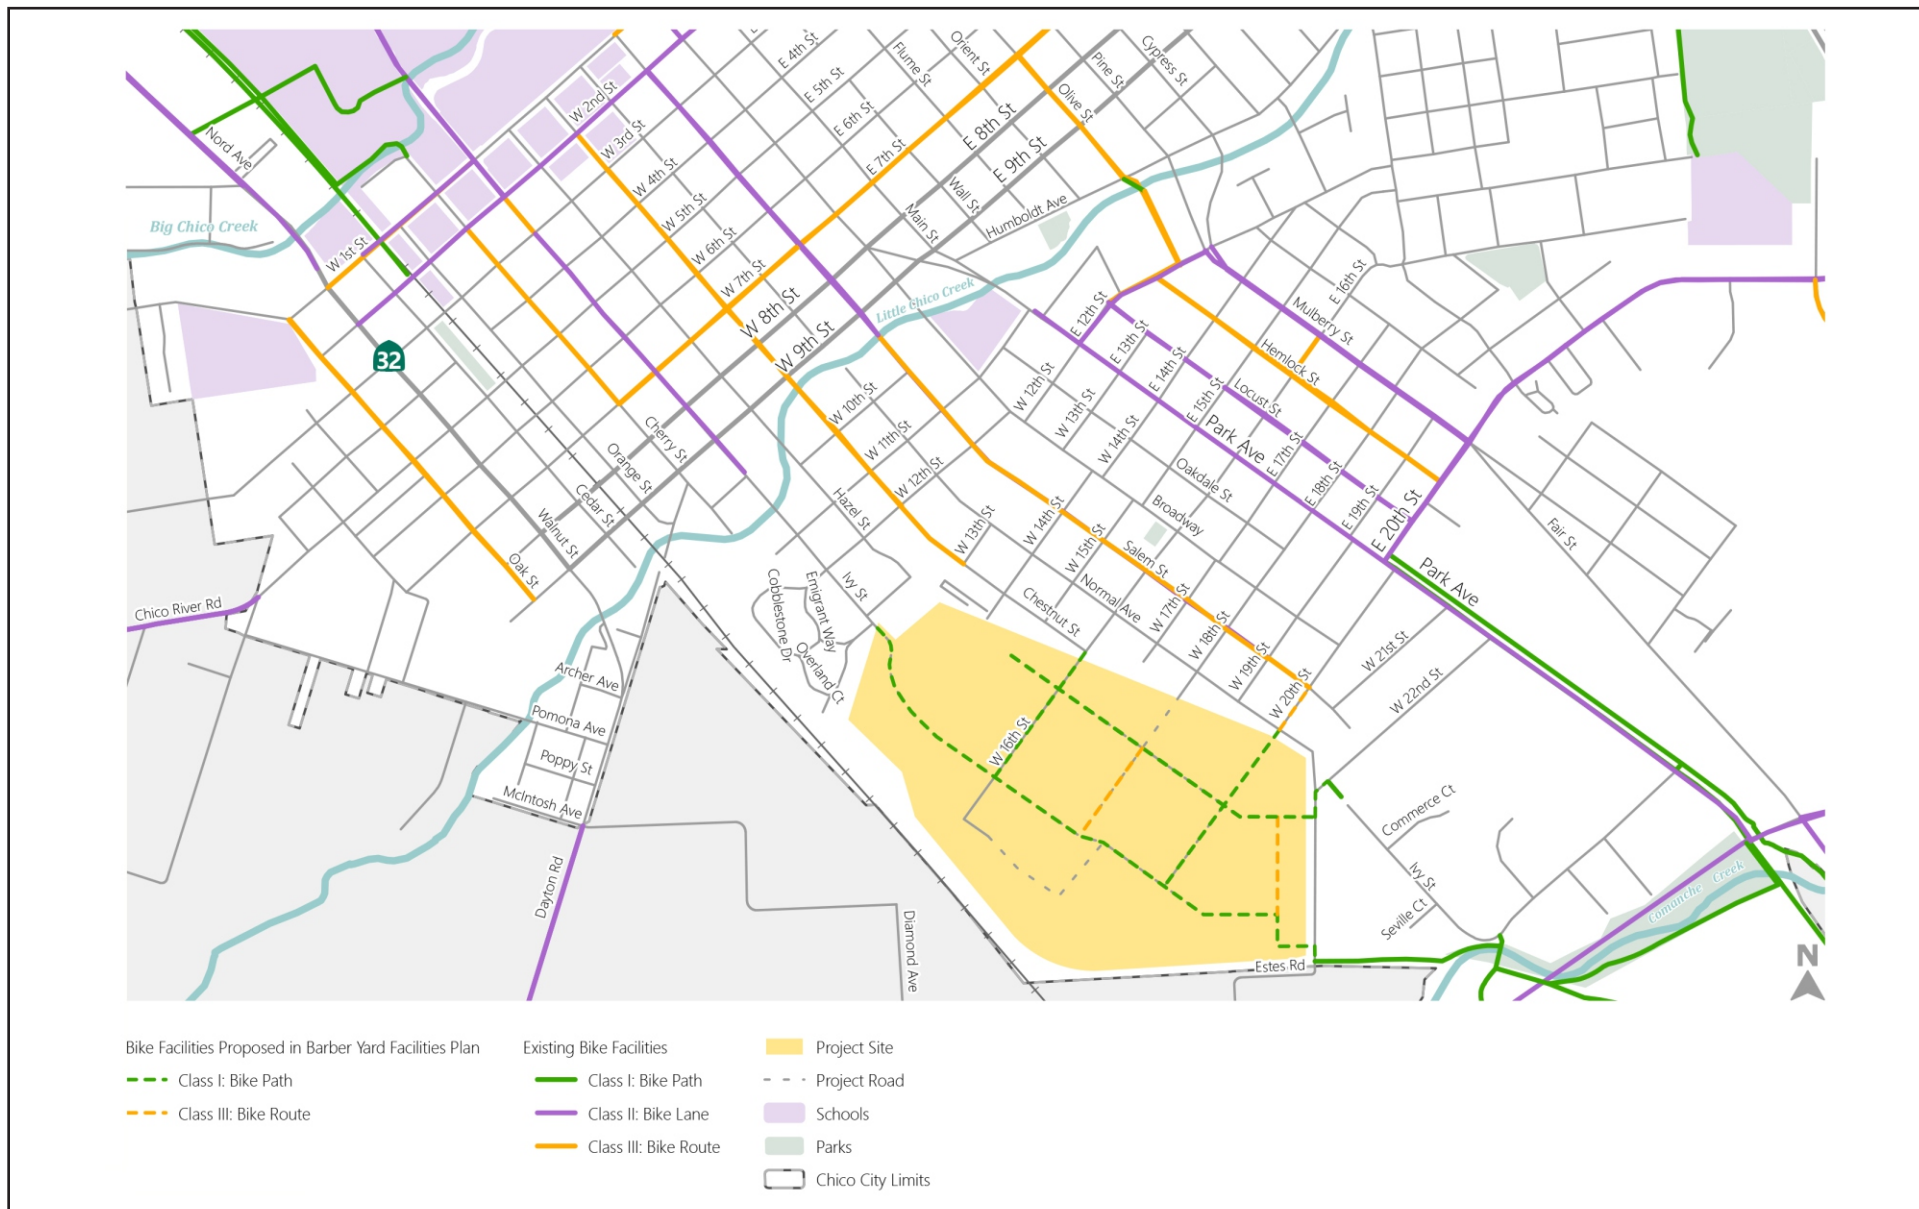 E 4th St
Flume St
Orient St
Pine St
Cypress St
E 5th St
W 2nd St
Olive St
E 6th St
E 8th St
Nord Ave
W 3rd St
E 7th St
E 9th St
W 4th St
Wall St
W 5th St
Main St
Humboldt Ave
Big Chico Creek
W 1st St
W 6th St
W 7th St
Little Chico Creek
E 16th St
W 8th St
E 12th St
Mulberry St
32
W 9th St
E 13th St
Hemlock St
E 14th St
W 12th St
Locust St
W 10th St
W 13th St
E 15th St
Cherry St
W 11th St
W 14th St
Park Ave
E 17th St
Orange St
W 12th St
Oakdale St
E 18th St
Cedar St
Hazel St
Broadway
E 19th St
E 20th St
Walnut St
W 13th St
W 14th St
W 15th St
Salem St
Fair St
Oak St
Cobblestone Dr
Emigrant Way
Ivy St
Normal Ave
Park Ave
Chico River Rd
Chestnut St
W 17th St
W 18th St
W 21st St
Overland Ct
W 19th St
Archer Ave
W 20th St
W 22nd St
Pomona Ave
W 16th St
Poppy St
McIntosh Ave
Commerce Ct
Dayton Rd
Ivy St
Comanche Creek
Seville Ct
Diamond Ave
Estes Rd
N
Bike Facilities Proposed in Barber Yard Facilities Plan
Class I: Bike Path
Class III: Bike Route
Existing Bike Facilities
Class I: Bike Path
Class II: Bike Lane
Class III: Bike Route
Project Site
Project Road
Schools
Parks
Chico City Limits